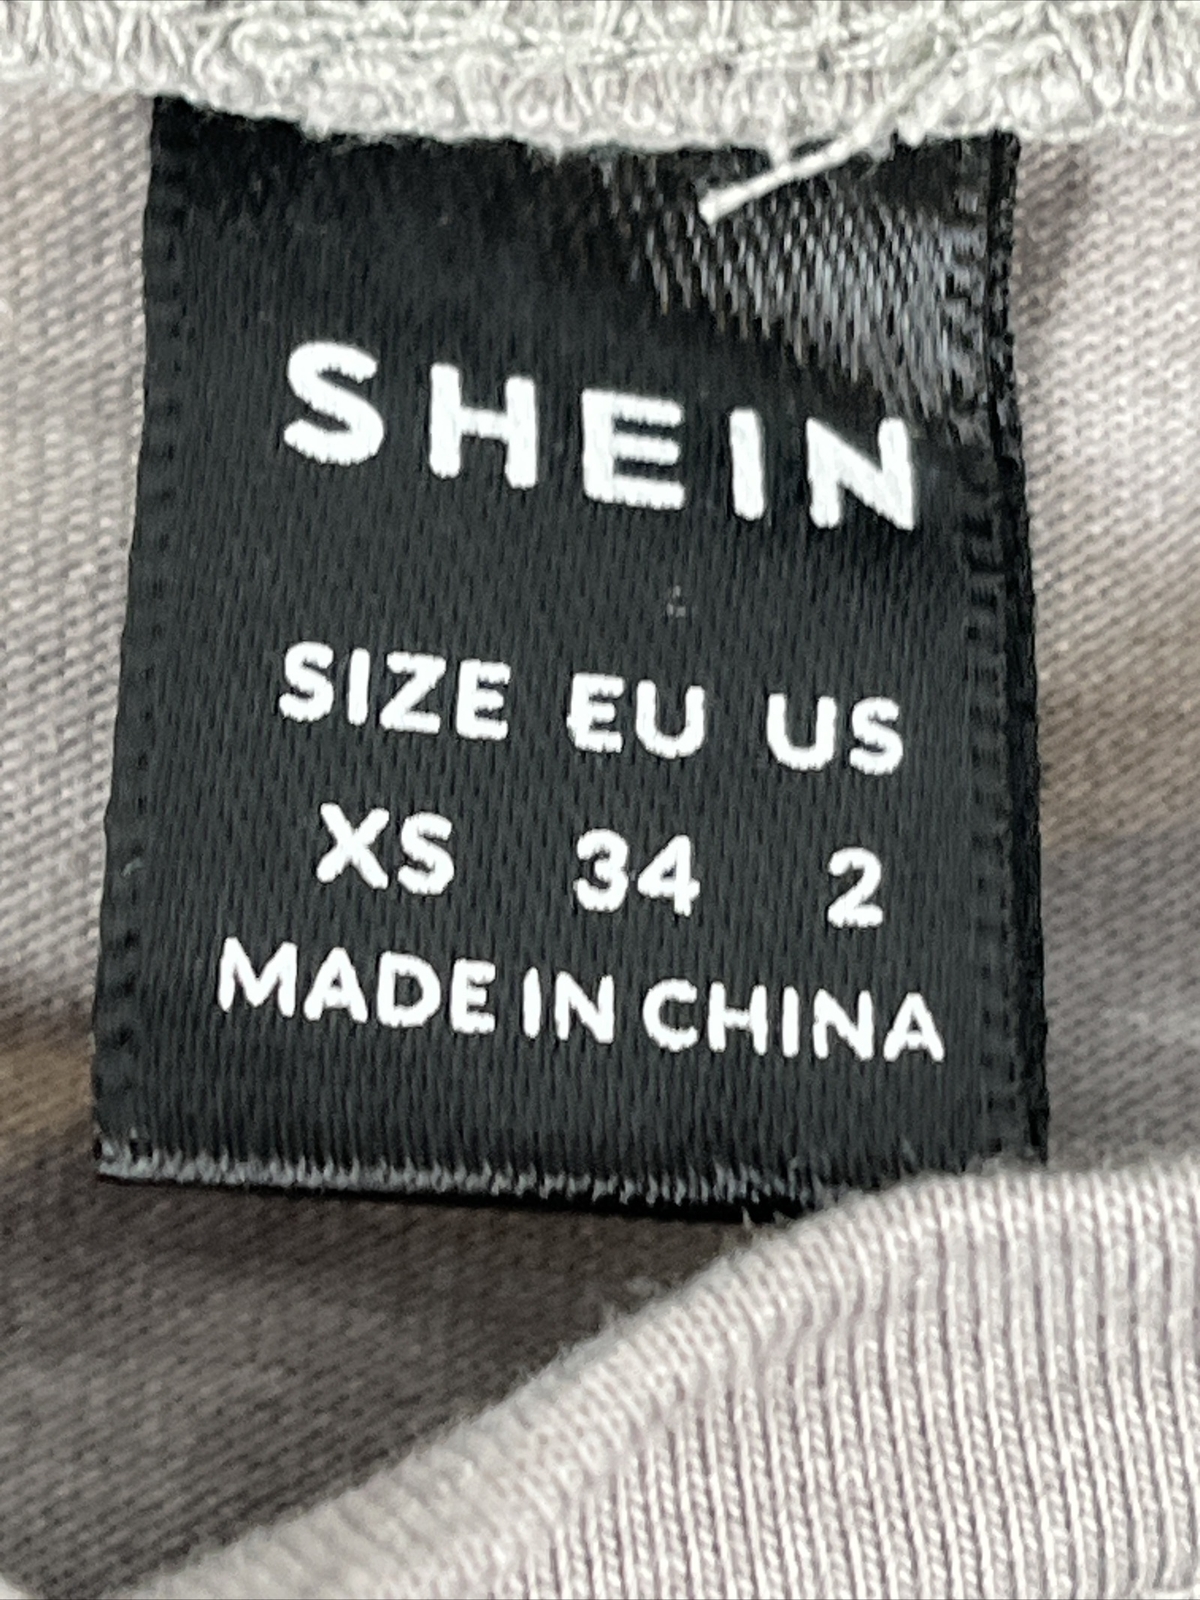 SHEIN
SIZE EU US
XS 34 2
MADE IN CHINA